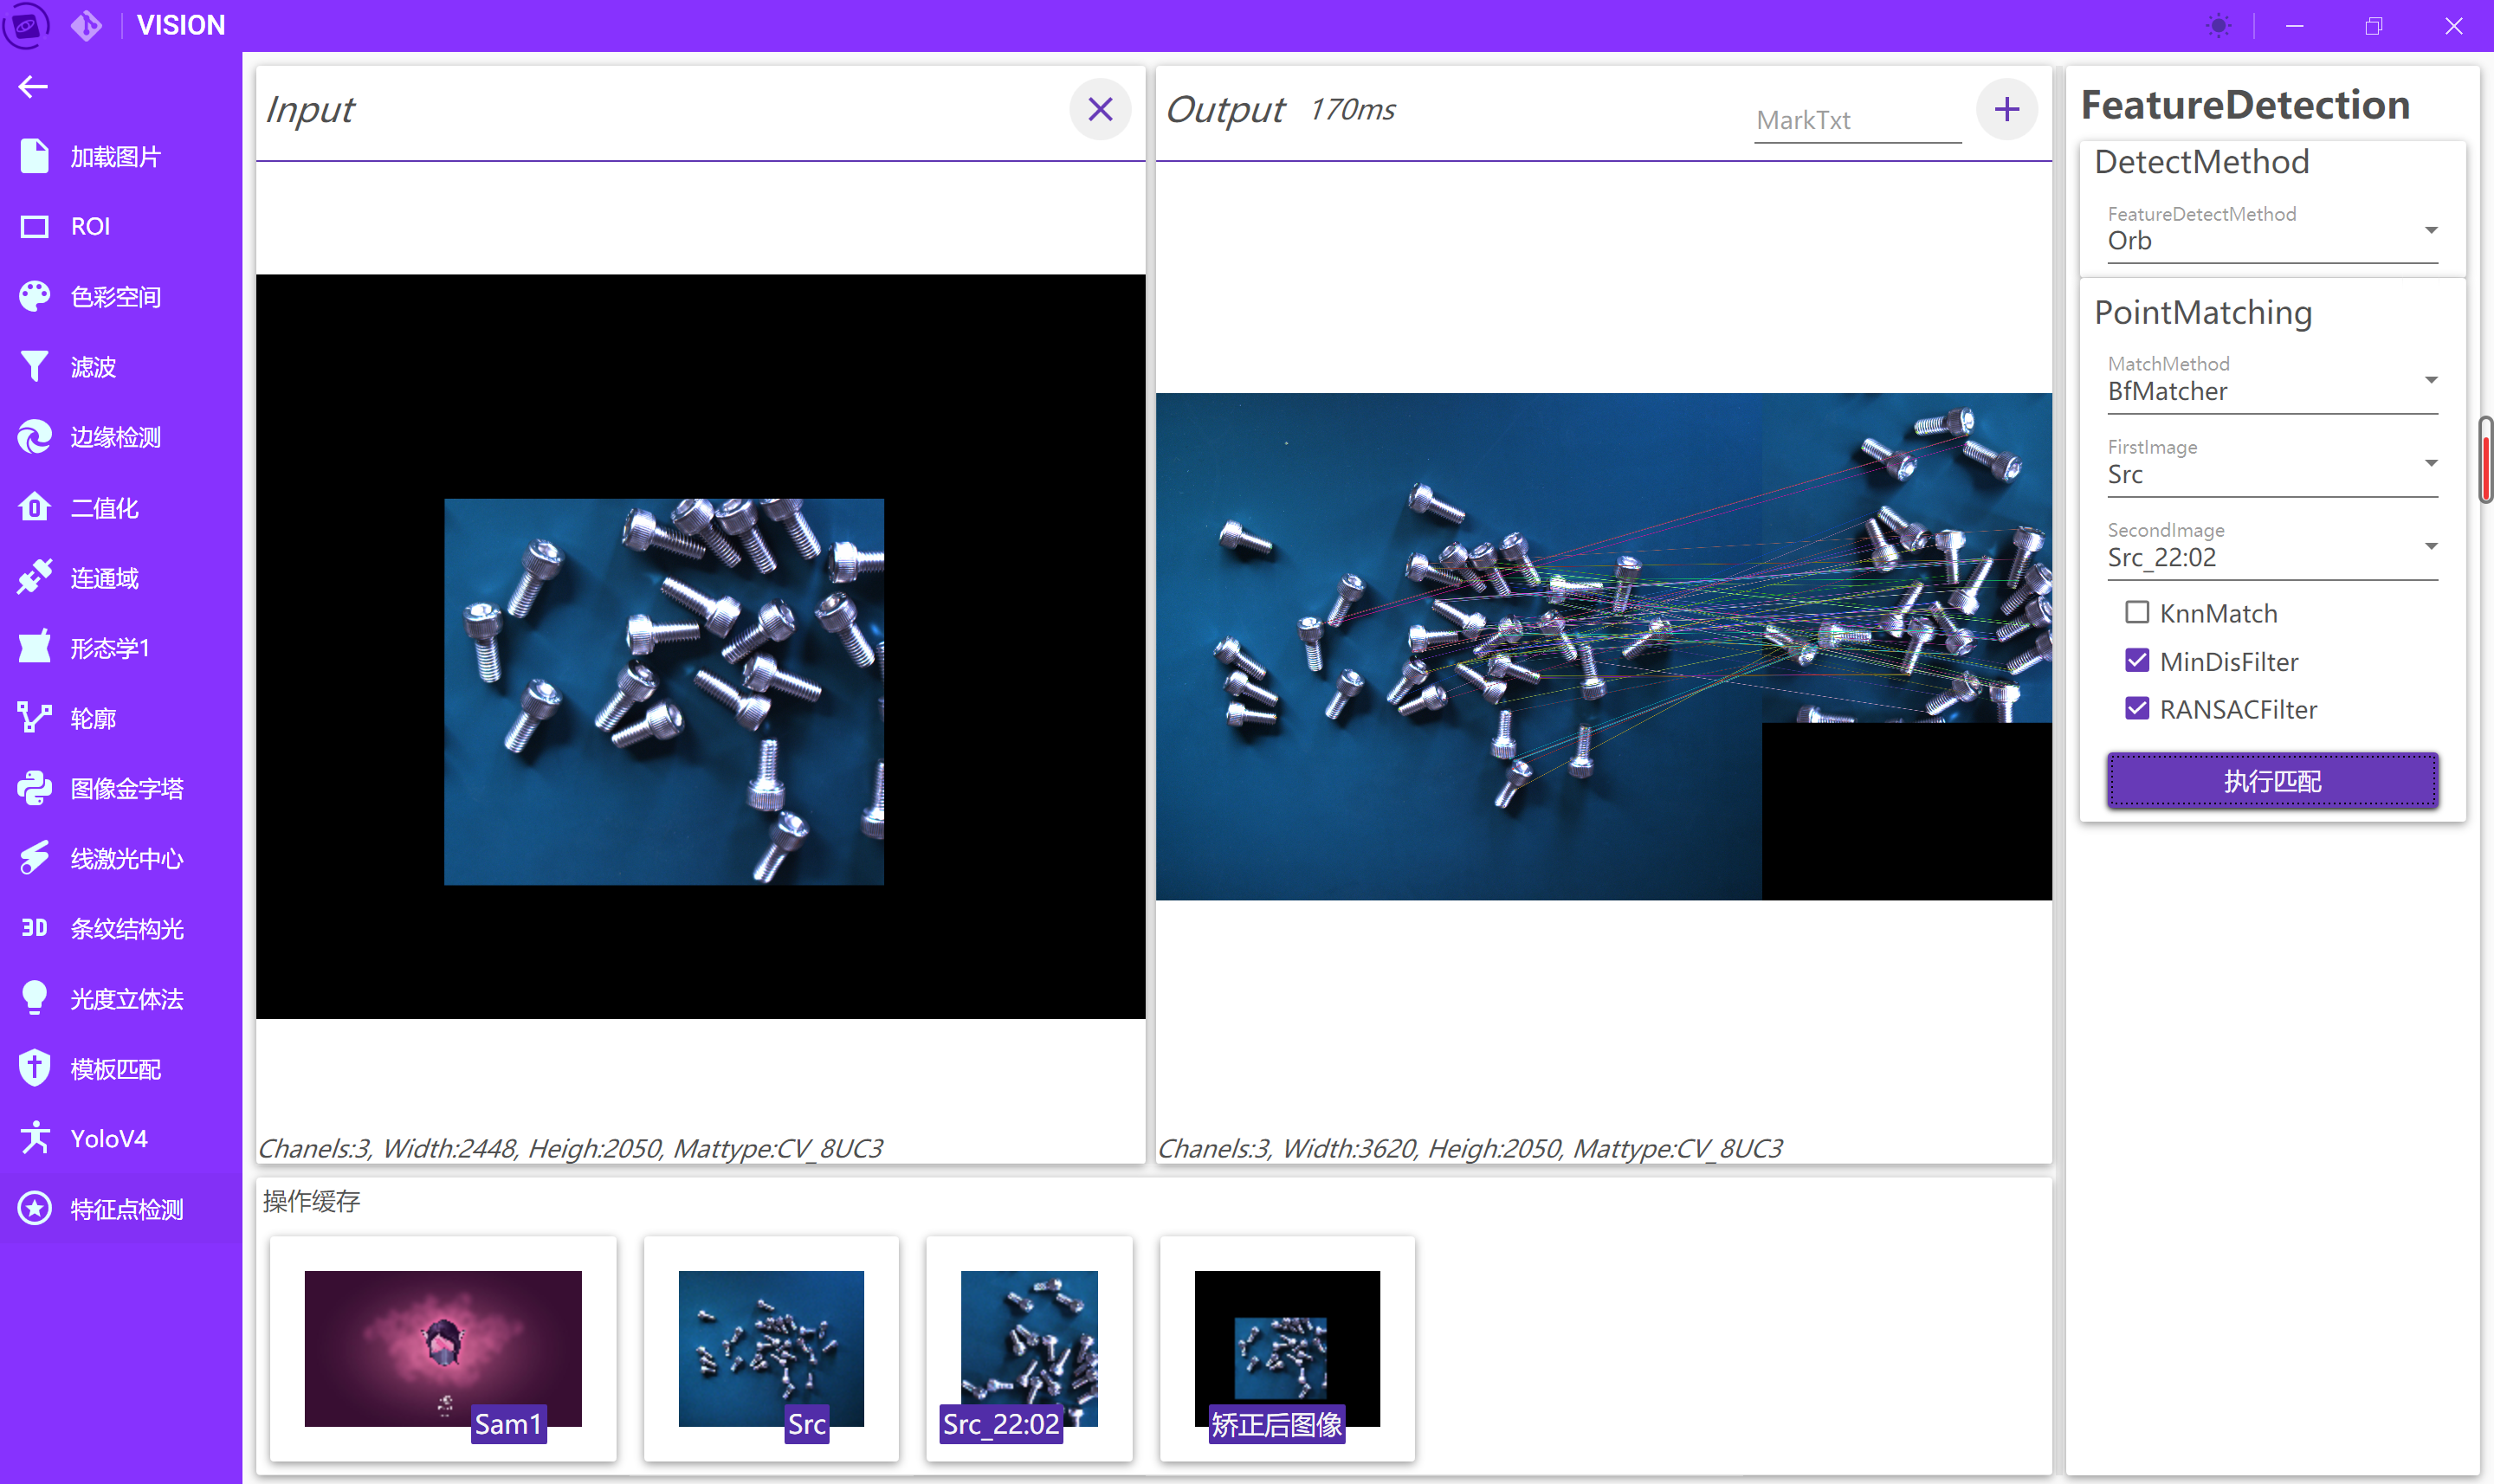 VISION
加载图片
ROI
色彩空间
滤波
边缘检测
二值化
连通域
形态学1
轮廓
图像金字塔
线激光中心
3D 条纹结构光
光度立体法
模板匹配
YoloV4
特征点检测
Input
Chanels:3, Width:2448, Heigh:2050, Mattype:CV_8UC3
Output 170ms
MarkTxt
Chanels:3, Width:3620, Heigh:2050, Mattype:CV_8UC3
操作缓存
Sam1
Src
Src_22:02
矫正后图像
FeatureDetection
DetectMethod
FeatureDetectMethod
Orb
PointMatching
MatchMethod
BfMatcher
FirstImage
Src
SecondImage
Src_22:02
KnnMatch
MinDisFilter
RANSACFilter
执行匹配